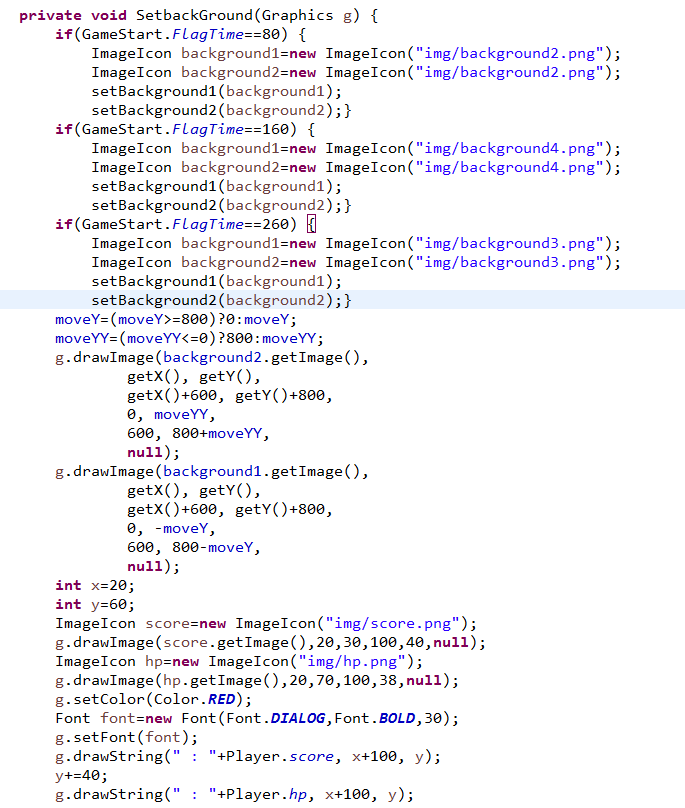 private void SetbackGround(Graphics g) {
    if(GameStart.FlagTime==80) {
        ImageIcon background1=new ImageIcon("img/background2.png");
        ImageIcon background2=new ImageIcon("img/background2.png");
        setBackground1(background1);
        setBackground2(background2);}
    if(GameStart.FlagTime==160) {
        ImageIcon background1=new ImageIcon("img/background4.png");
        ImageIcon background2=new ImageIcon("img/background4.png");
        setBackground1(background1);
        setBackground2(background2);}
    if(GameStart.FlagTime==260) {
        ImageIcon background1=new ImageIcon("img/background3.png");
        ImageIcon background2=new ImageIcon("img/background3.png");
        setBackground1(background1);
        setBackground2(background2);}
    moveY=(moveY>=800)?0:moveY;
    moveYY=(moveYY<=0)?800:moveYY;
    g.drawImage(background2.getImage(),
            getX(), getY(),
            getX()+600, getY()+800,
            0, moveYY,
            600, 800+moveYY,
            null);
    g.drawImage(background1.getImage(),
            getX(), getY(),
            getX()+600, getY()+800,
            0, -moveY,
            600, 800-moveY,
            null);
    int x=20;
    int y=60;
    ImageIcon score=new ImageIcon("img/score.png");
    g.drawImage(score.getImage(),20,30,100,40,null);
    ImageIcon hp=new ImageIcon("img/hp.png");
    g.drawImage(hp.getImage(),20,70,100,38,null);
    g.setColor(Color.RED);
    Font font=new Font(Font.DIALOG,Font.BOLD,30);
    g.setFont(font);
    g.drawString(" : "+Player.score, x+100, y);
    y+=40;
    g.drawString(" : "+Player.hp, x+100, y);